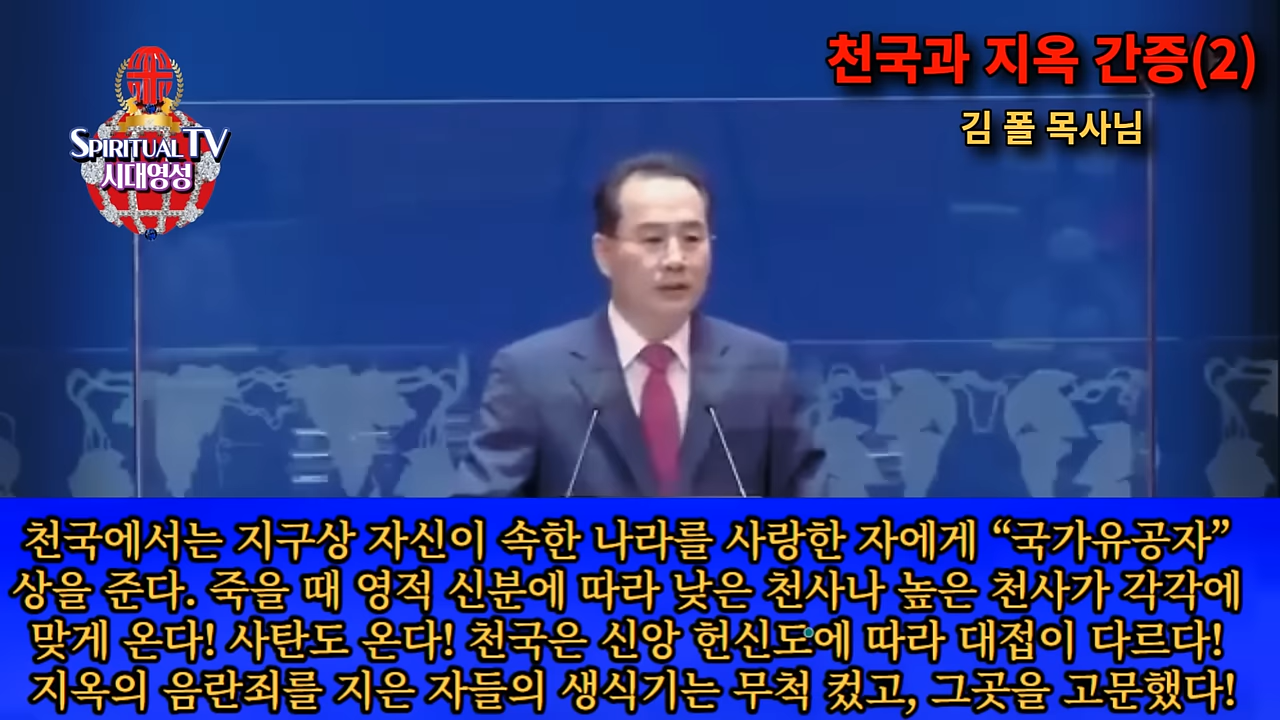 천국과 지옥 간증(2)
김 폴 목사님
SPIRITUAL TV
시대영성
천국에서는 지구상 자신이 속한 나라를 사랑한 자에게 “국가유공자”
상을 준다. 죽을 때 영적 신분에 따라 낮은 천사나 높은 천사가 각각에
맞게 온다! 사탄도 온다! 천국은 신앙 헌신도에 따라 대접이 다르다!
지옥의 음란죄를 지은 자들의 생식기는 무척 컸고, 그곳을 고문했다!